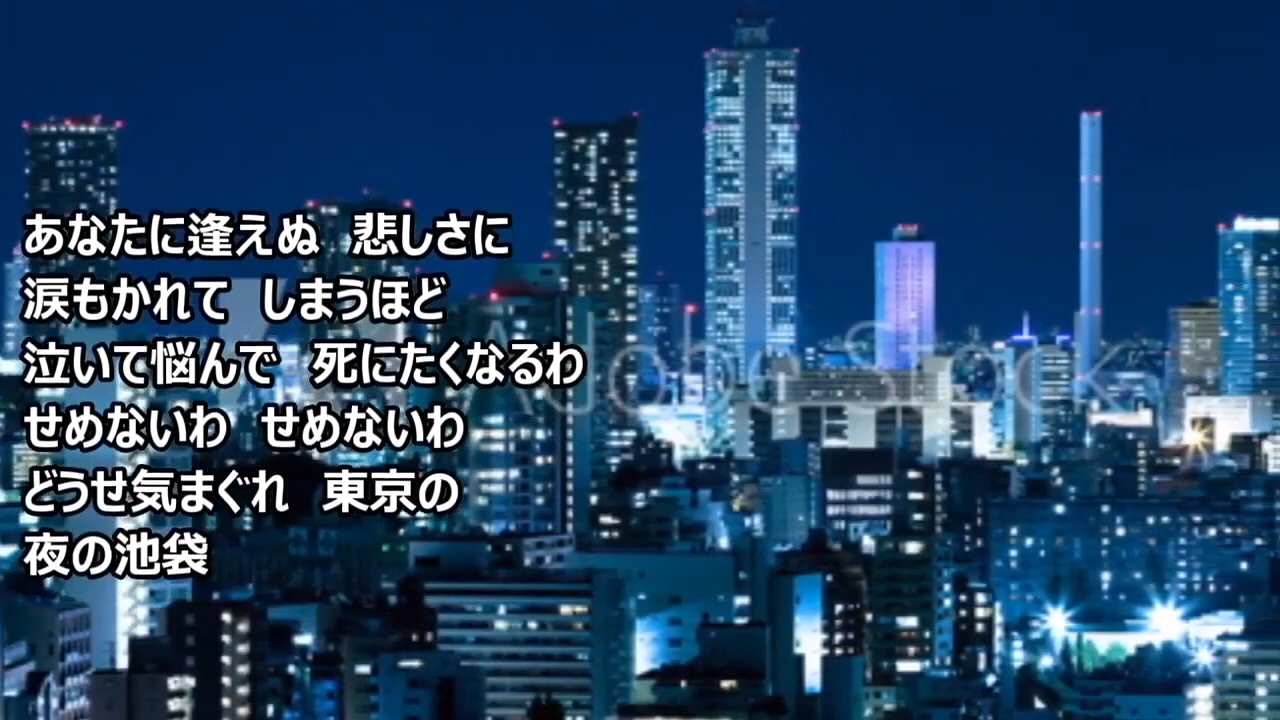 あなたに逢えぬ　悲しさに
涙もかれて　しまうほど
泣いて悩んで　死にたくなるわ
せめないわ　せめないわ
どうせ気まぐれ　東京の
夜の池袋
Adobe Stock